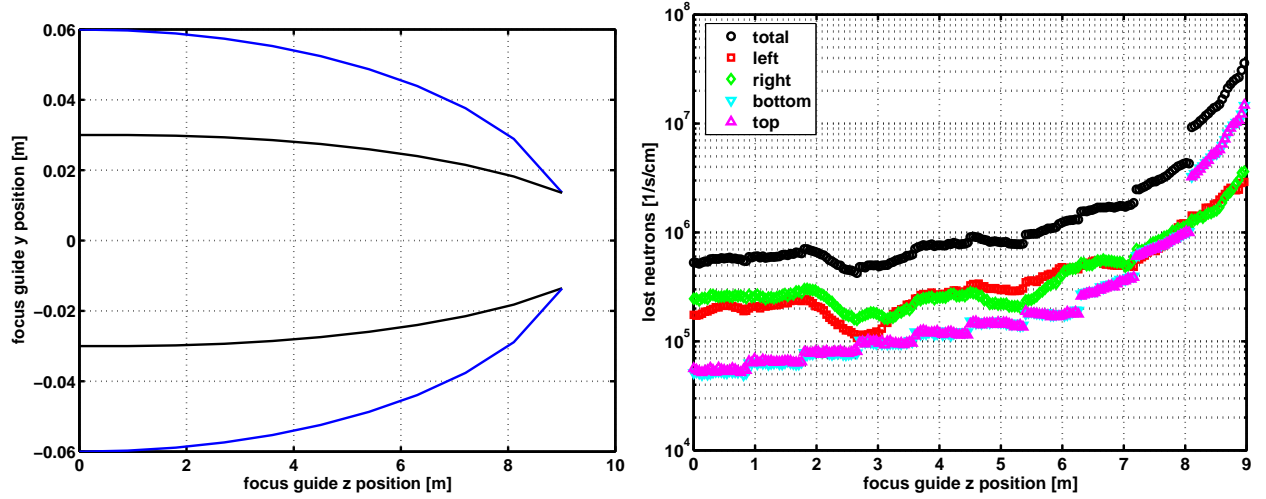 0.06
0.04
0.02
0
−0.02
−0.04
−0.06
focus guide y position [m]
0 2 4 6 8 10
focus guide z position [m]
10^8
10^7
10^6
10^5
10^4
lost neutrons [1/s/cm]
total
left
right
bottom
top
0 1 2 3 4 5 6 7 8 9
focus guide z position [m]